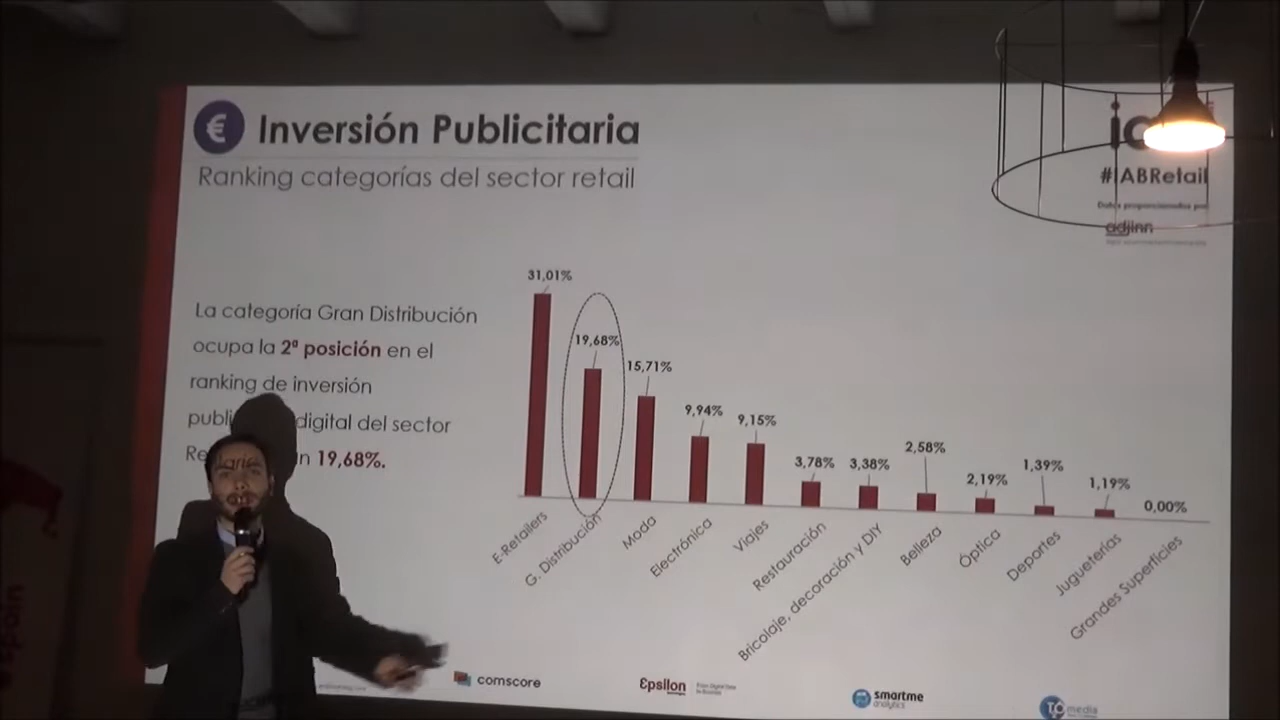 € Inversión Publicitaria
Ranking categorías del sector retail
#IABRetail
Datos proporcionados por
adjinn
La categoría Gran Distribución
ocupa la 2ª posición en el
ranking de inversión
digital del sector
19,68%.
31,01%
19,68%
15,71%
9,94%
9,15%
3,78%
3,38%
2,58%
2,19%
1,39%
1,19%
0,00%
E-Retailers
G. Distribución
Moda
Electrónica
Viajes
Restauración
Bricolaje, decoración y DIY
Belleza
Óptica
Deportes
Jugueterías
Grandes Superficies
comscore
Epsilon
smartme
analytics
media